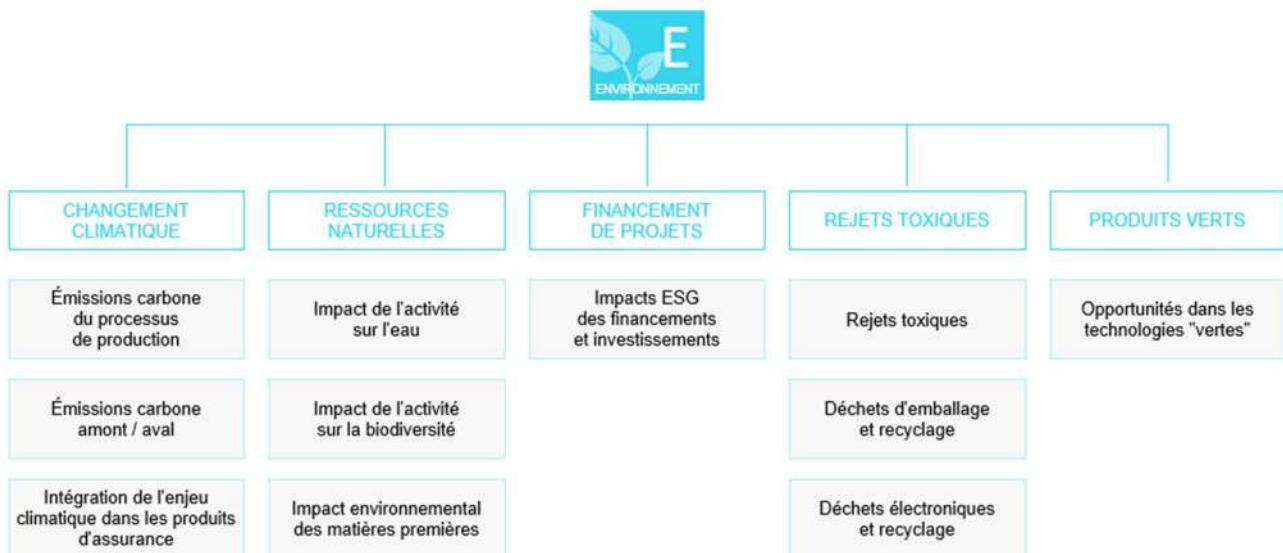 E
ENVIRONNEMENT
CHANGEMENT
CLIMATIQUE
RESSOURCES
NATURELLES
FINANCEMENT
DE PROJETS
REJETS TOXIQUES
PRODUITS VERTS
Émissions carbone
du processus
de production
Impact de l'activité
sur l'eau
Impacts ESG
des financements
et investissements
Rejets toxiques
Opportunités dans les
technologies "vertes"
Émissions carbone
amont / aval
Impact de l'activité
sur la biodiversité
Déchets d'emballage
et recyclage
Intégration de l'enjeu
climatique dans les produits
d'assurance
Impact environnemental
des matières premières
Déchets électroniques
et recyclage